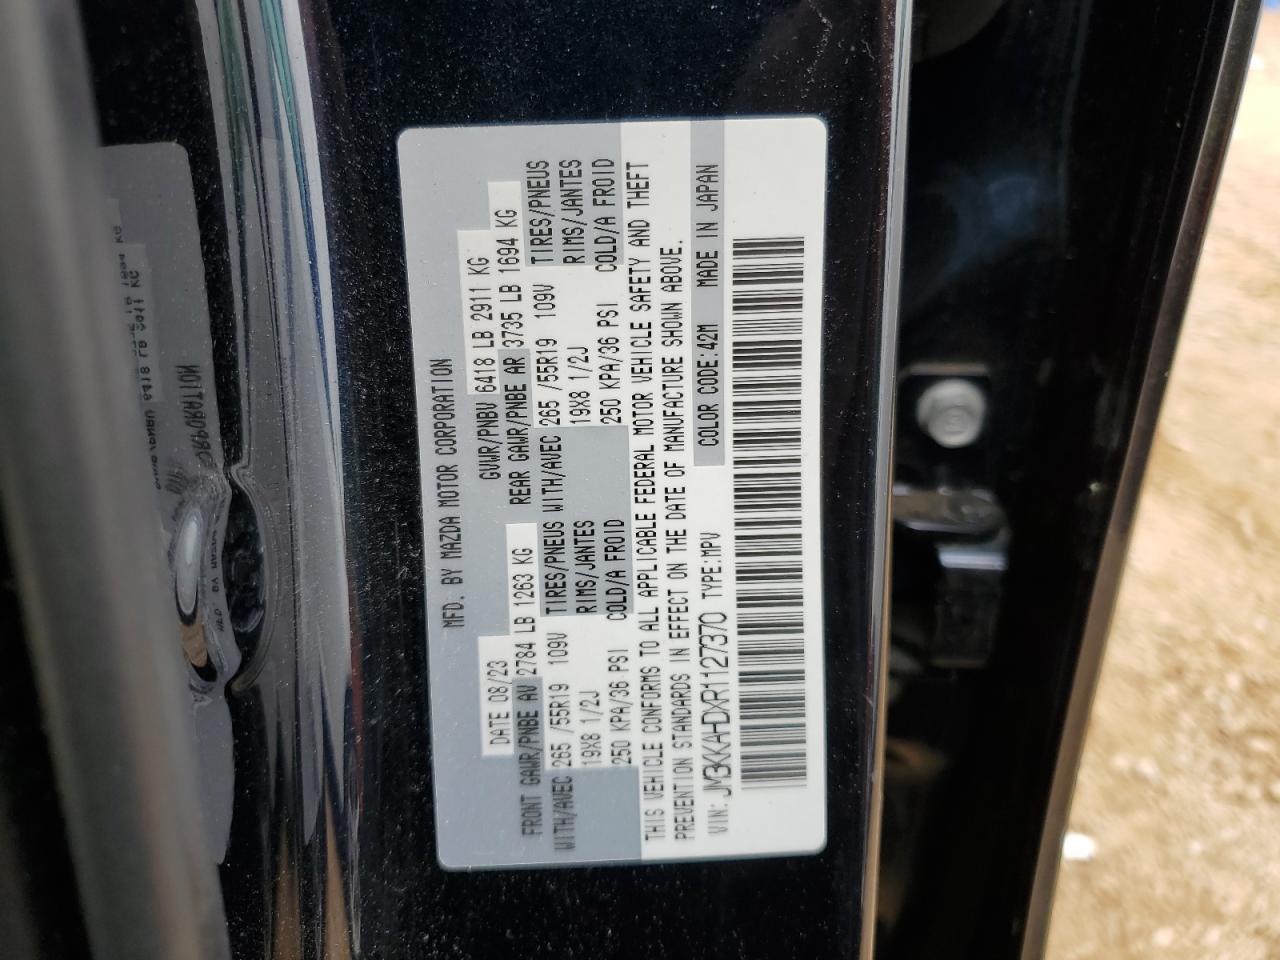 MFD. BY MAZDA MOTOR CORPORATION
DATE 08/23 GVWR/PNBV 6418 LB 2911 KG
FRONT GAWR/PNBE AV 2784 LB 1263 KG REAR GAWR/PNBE AR 3735 LB 1694 KG
WITH/AVEC 265 /55R19 109V TIRES/PNEUS WITH/AVEC 265 /55R19 109V TIRES/PNEUS
19X8 1/2J RIMS/JANTES 19X8 1/2J RIMS/JANTES
250 KPA/36 PSI COLD/A FROID 250 KPA/36 PSI COLD/A FROID
THIS VEHICLE CONFORMS TO ALL APPLICABLE FEDERAL MOTOR VEHICLE SAFETY AND THEFT
PREVENTION STANDARDS IN EFFECT ON THE DATE OF MANUFACTURE SHOWN ABOVE.
VIN: JM3KKAHDXR1127370 TYPE:MPV COLOR CODE:42M MADE IN JAPAN